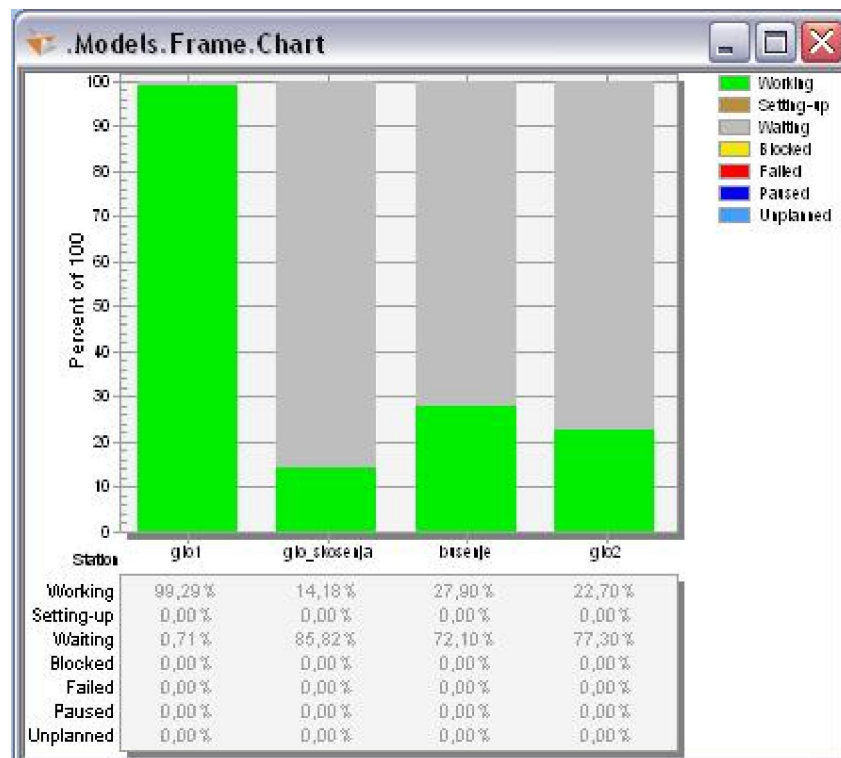 .Models.Frame.Chart
Working
Setting-up
Waiting
Blocked
Failed
Paused
Unplanned
Percent of 100
100
90
80
70
60
50
40
30
20
10
0
Station glo1 glo_skosenja busenje glo2
Working 99,29% 14,18% 27,90% 22,70%
Setting-up 0,00% 0,00% 0,00% 0,00%
Waiting 0,71% 85,82% 72,10% 77,30%
Blocked 0,00% 0,00% 0,00% 0,00%
Failed 0,00% 0,00% 0,00% 0,00%
Paused 0,00% 0,00% 0,00% 0,00%
Unplanned 0,00% 0,00% 0,00% 0,00%